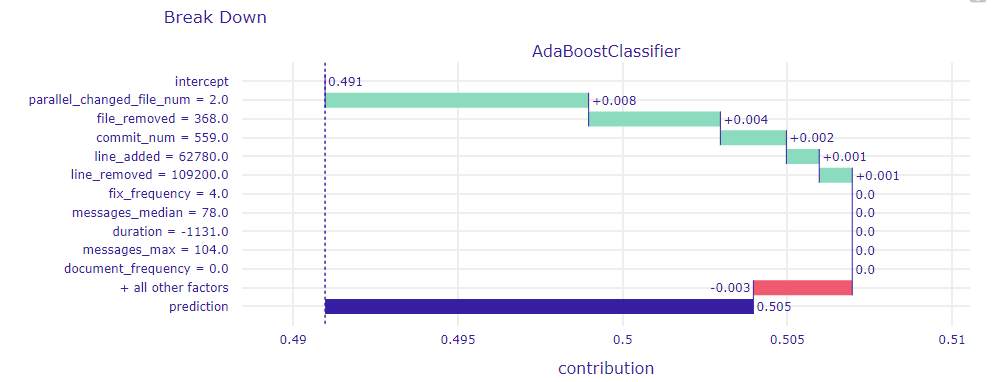 Break Down
AdaBoostClassifier
intercept 0.491
parallel_changed_file_num = 2.0 +0.008
file_removed = 368.0 +0.004
commit_num = 559.0 +0.002
line_added = 62780.0 +0.001
line_removed = 109200.0 +0.001
fix_frequency = 4.0 0.0
messages_median = 78.0 0.0
duration = -1131.0 0.0
messages_max = 104.0 0.0
document_frequency = 0.0 0.0
+ all other factors -0.003
prediction 0.505
0.49 0.495 0.5 0.505 0.51
contribution